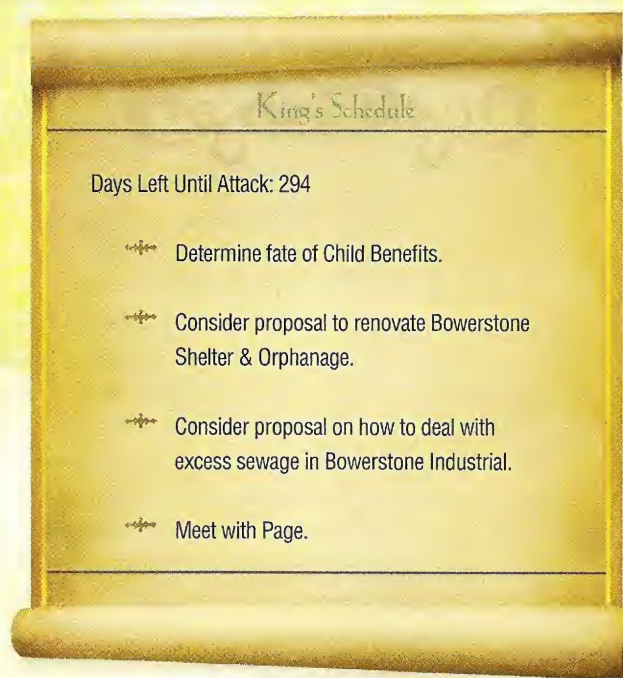 King's Schedule
Days Left Until Attack: 294
Determine fate of Child Benefits.
Consider proposal to renovate Bowerstone
Shelter & Orphanage.
Consider proposal on how to deal with
excess sewage in Bowerstone Industrial.
Meet with Page.